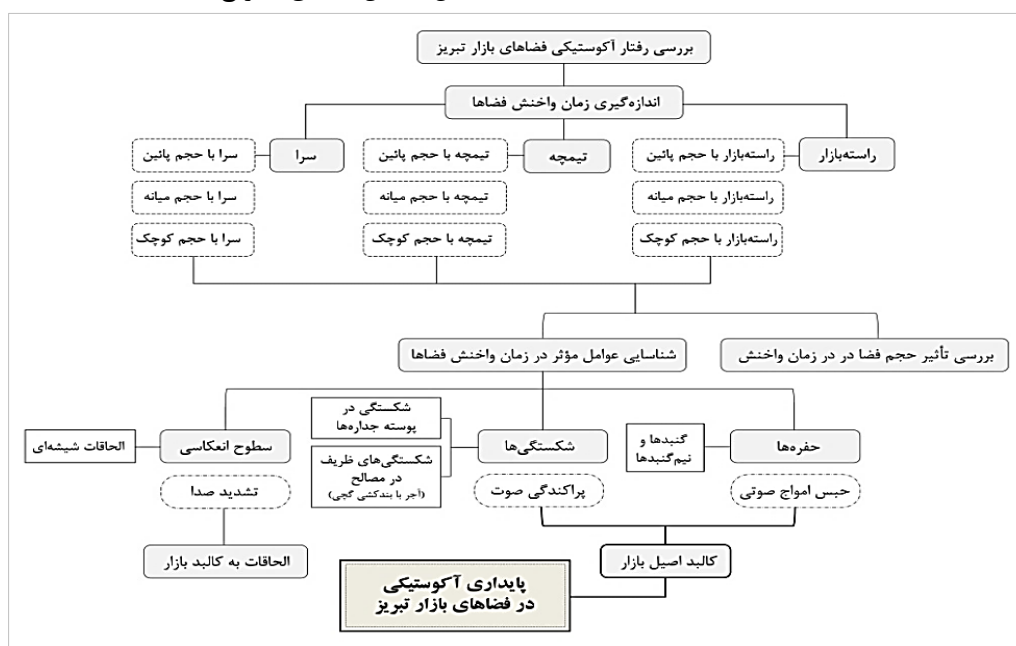 بررسی رفتار آکوستیکی فضاهای بازار تبریز
اندازه‌گیری زمان واخنش فضاها
راسته‌بازار
راسته‌بازار با حجم پائین
راسته‌بازار با حجم میانه
راسته‌بازار با حجم کوچک
تیمچه
تیمچه با حجم پائین
تیمچه با حجم میانه
تیمچه با حجم کوچک
سرا
سرا با حجم پائین
سرا با حجم میانه
سرا با حجم کوچک
بررسی تأثیر حجم فضا در در زمان واخنش
شناسایی عوامل مؤثر در زمان واخنش فضاها
حفره‌ها
گنبدها و
نیم‌گنبدها
حبس امواج صوتی
شکستگی‌ها
شکستگی در
پوسته جداره‌ها
شکستگی‌های ظریف
در مصالح
(آجر با بندکشی گچی)
پراکندگی صوت
سطوح انعکاسی
الحاقات شیشه‌ای
تشدید صدا
کالبد اصیل بازار
الحاقات به کالبد بازار
پایداری آکوستیکی
در فضاهای بازار تبریز